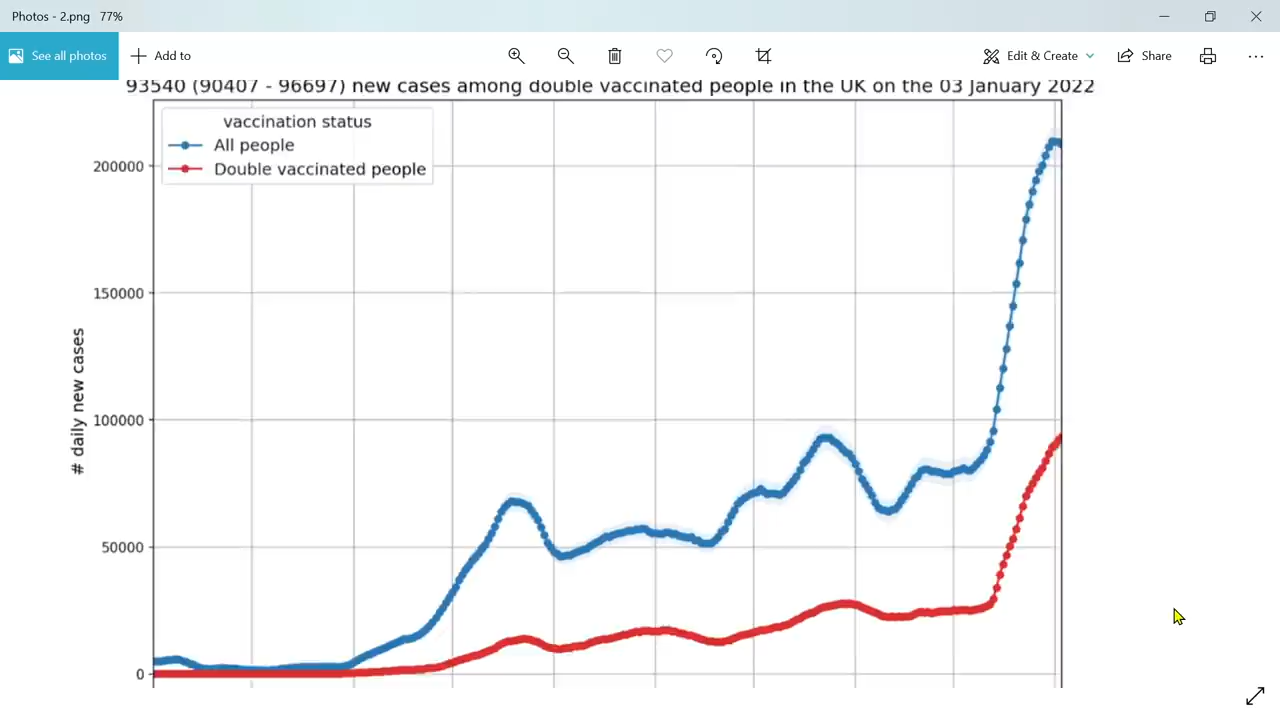 Photos - 2.png 77%
See all photos
Add to
Edit & Create
Share
93540 (90407 - 96697) new cases among double vaccinated people in the UK on the 03 January 2022
vaccination status
All people
Double vaccinated people
200000
150000
100000
50000
0
# daily new cases